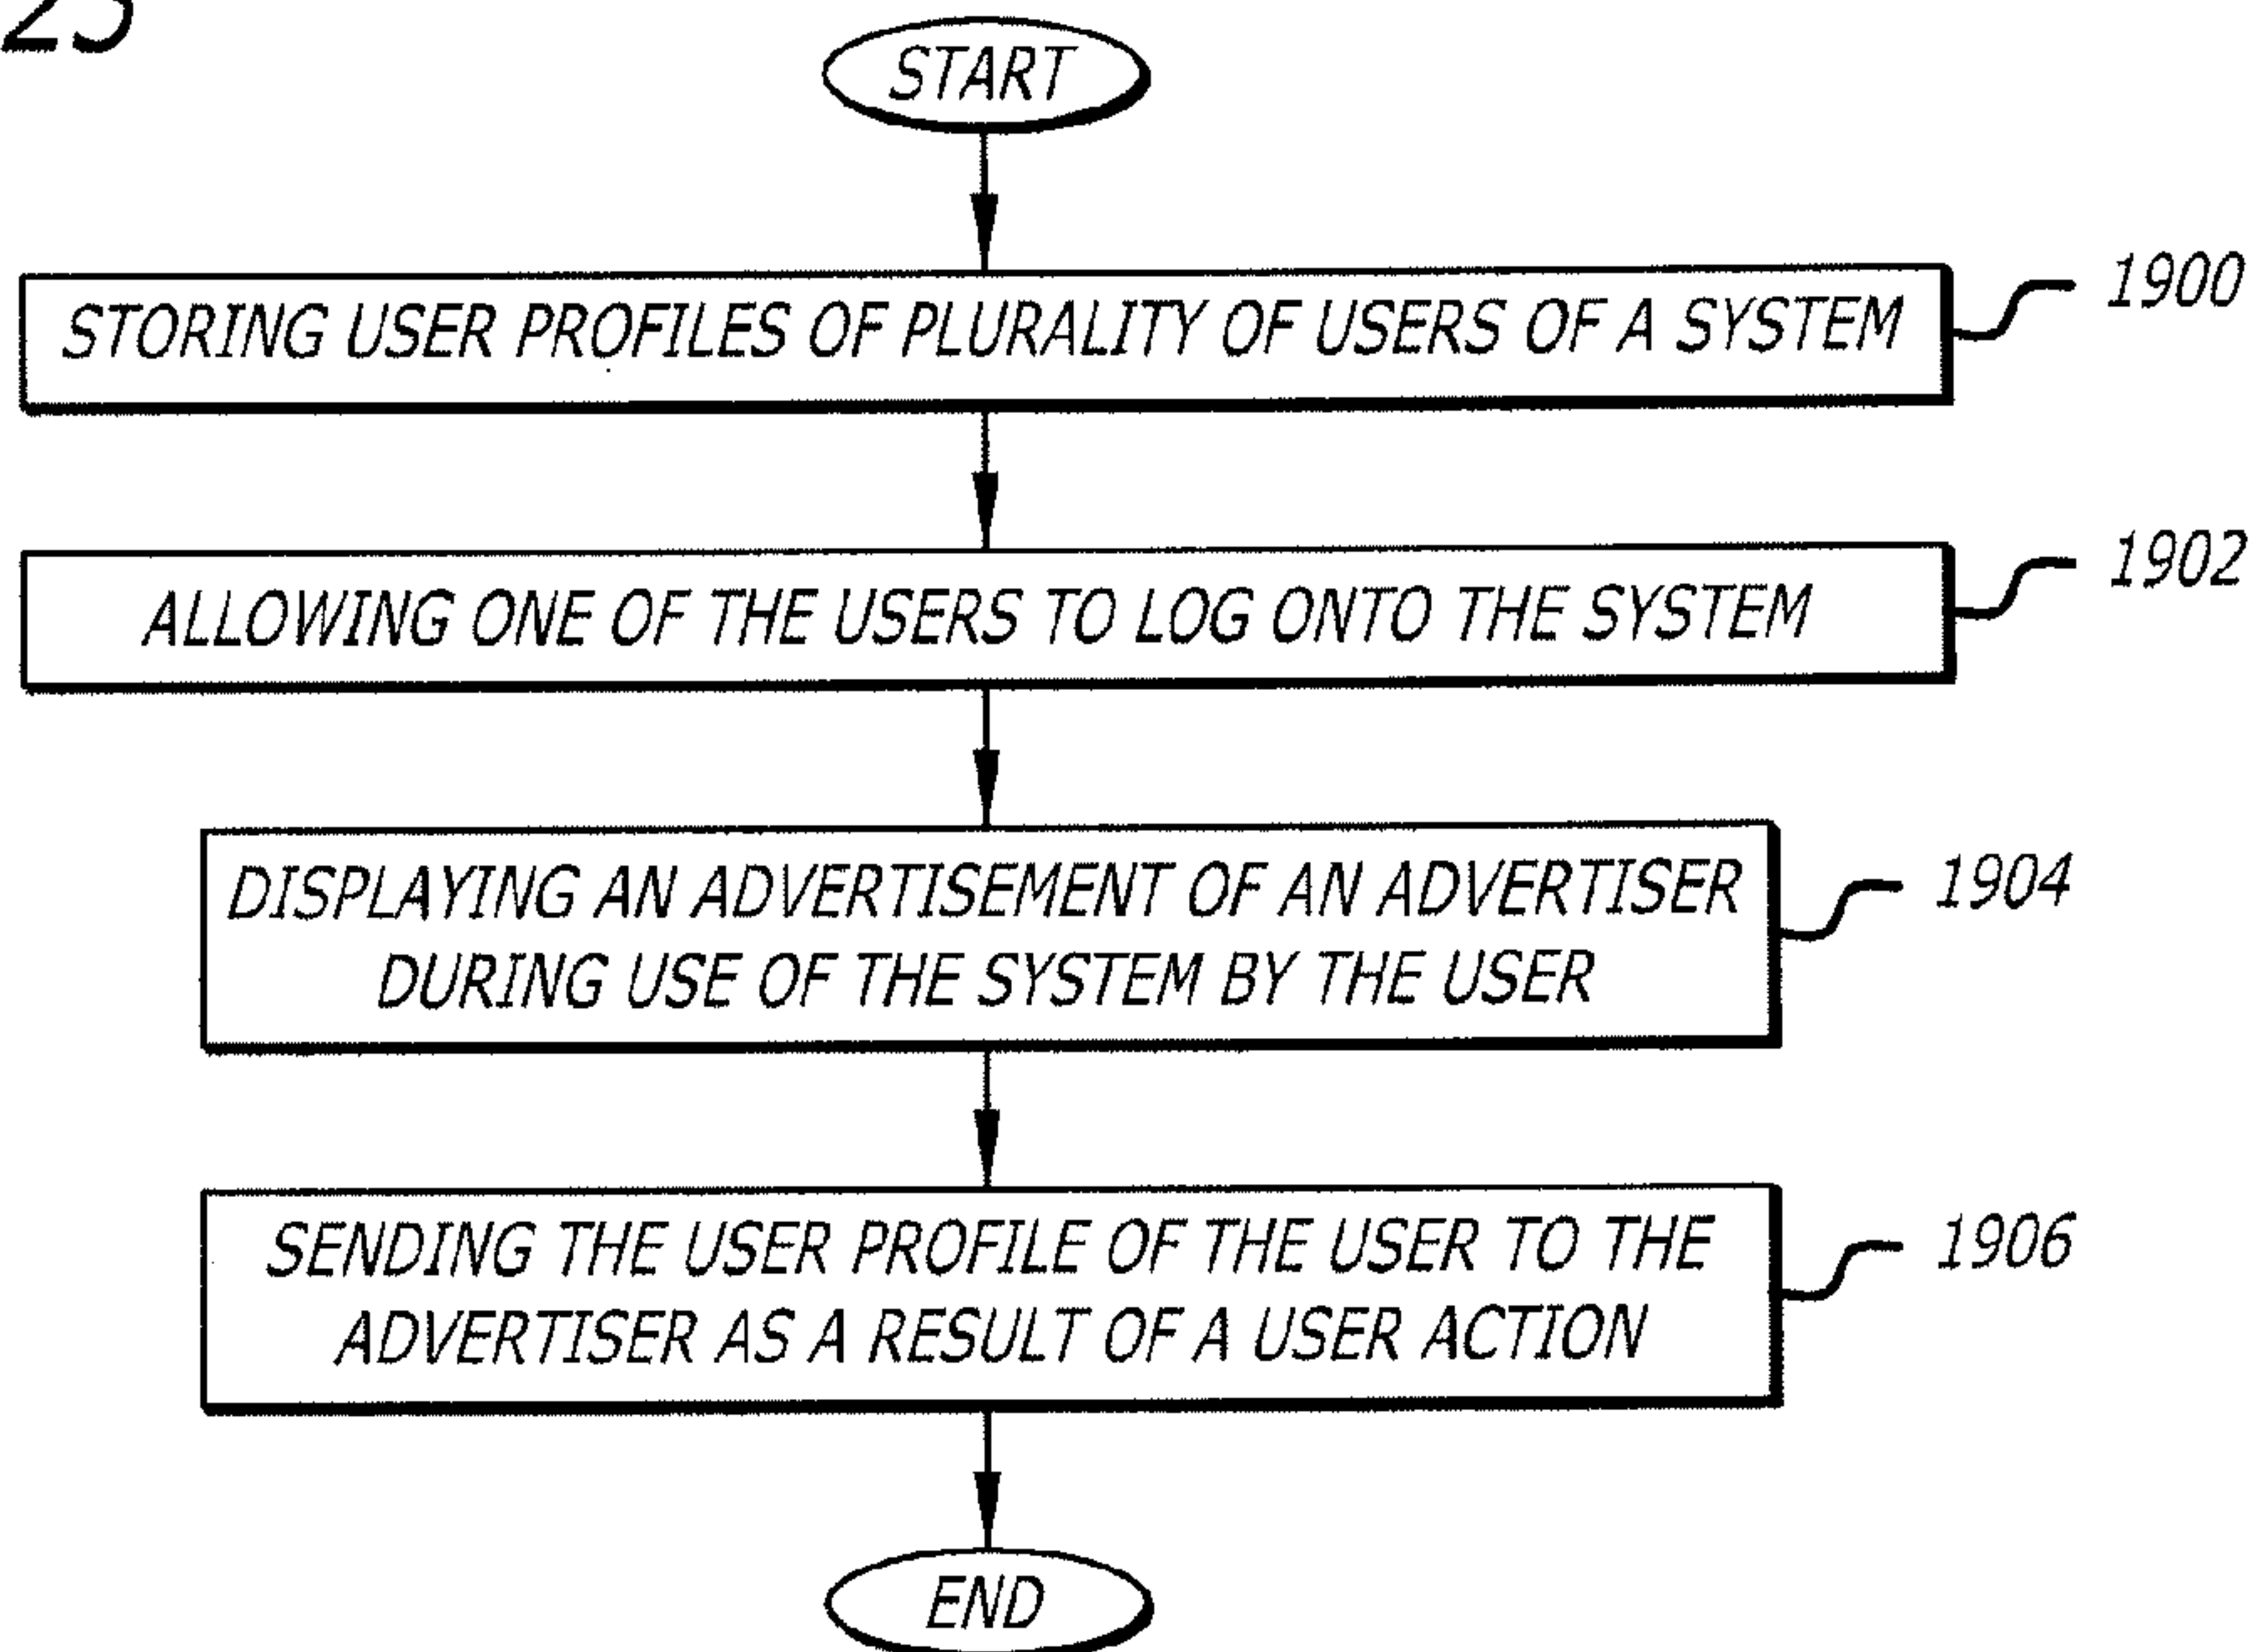 START
STORING USER PROFILES OF PLURALITY OF USERS OF A SYSTEM
1900
ALLOWING ONE OF THE USERS TO LOG ONTO THE SYSTEM
1902
DISPLAYING AN ADVERTISEMENT OF AN ADVERTISER
DURING USE OF THE SYSTEM BY THE USER
1904
SENDING THE USER PROFILE OF THE USER TO THE
ADVERTISER AS A RESULT OF A USER ACTION
1906
END